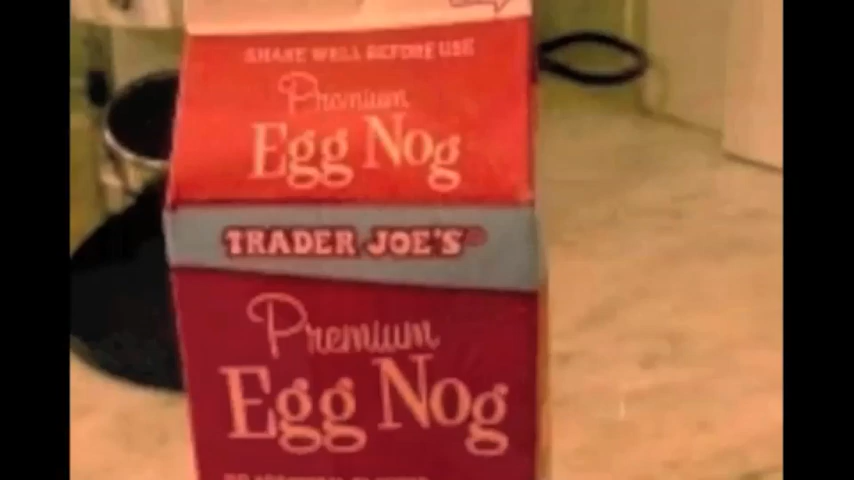 SHAKE WELL BEFORE USE
Premium
Egg Nog
TRADER JOE'S
Premium
Egg Nog